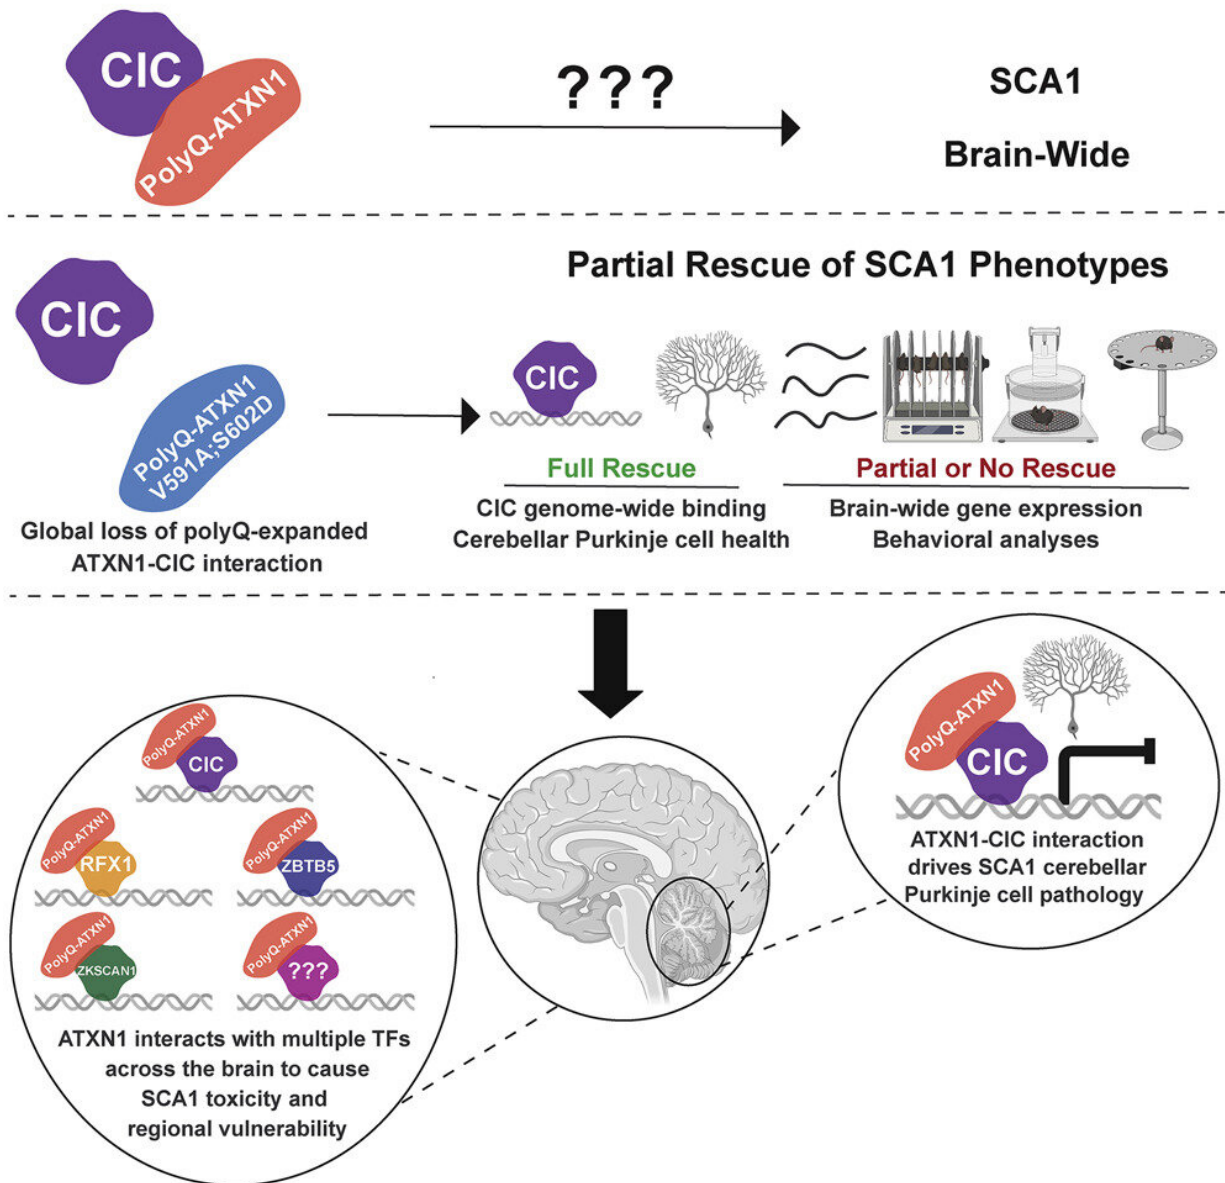 CIC
PolyQ-ATXN1
???
SCA1
Brain-Wide
Partial Rescue of SCA1 Phenotypes
CIC
PolyQ-ATXN1
V591A;S602D
Global loss of polyQ-expanded
ATXN1-CIC interaction
CIC
Full Rescue
CIC genome-wide binding
Cerebellar Purkinje cell health
Partial or No Rescue
Brain-wide gene expression
Behavioral analyses
PolyQ-ATXN1
CIC
PolyQ-ATXN1
RFX1
PolyQ-ATXN1
ZBTB5
PolyQ-ATXN1
ZKSCAN1
PolyQ-ATXN1
???
ATXN1 interacts with multiple TFs
across the brain to cause
SCA1 toxicity and
regional vulnerability
PolyQ-ATXN1
CIC
ATXN1-CIC interaction
drives SCA1 cerebellar
Purkinje cell pathology